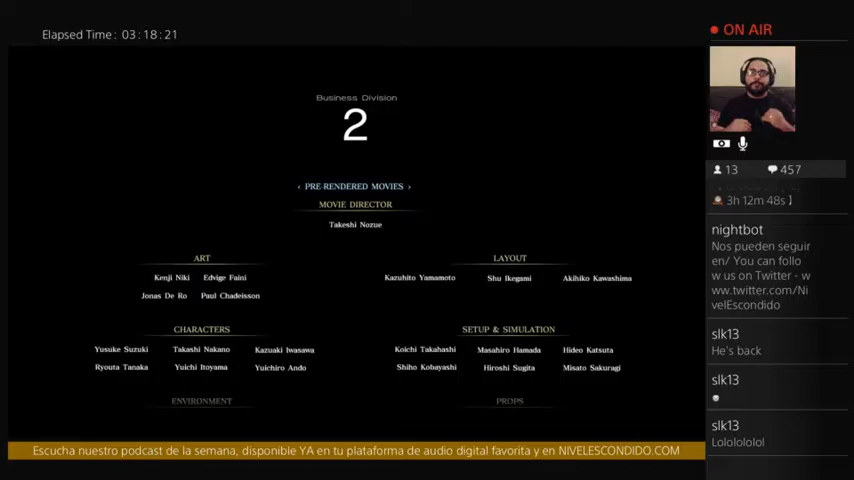 Elapsed Time: 03:18:21
ON AIR
Business Division
2
‹ PRE-RENDERED MOVIES ›
MOVIE DIRECTOR
Takeshi Nozue
ART
Kenji Niki Edvige Faini
Jonas De Ro Paul Chadeisson
LAYOUT
Kazuhito Yamamoto Shu Ikegami Akihiko Kawashima
CHARACTERS
Yusuke Suzuki Takashi Nakano Kazuaki Iwasawa
Ryouta Tanaka Yuichi Itoyama Yuichiro Ando
SETUP & SIMULATION
Koichi Takahashi Masahiro Hamada Hideo Katsuta
Shiho Kobayashi Hiroshi Sugita Misato Sakuragi
ENVIRONMENT
PROPS
Escucha nuestro podcast de la semana, disponible YA en tu plataforma de audio digital favorita y en NIVELESCONDIDO.COM
13 457
3h 12m 48s ]
nightbot
Nos pueden seguir
en/ You can follo
w us on Twitter - w
ww.twitter.com/Ni
velEscondido
slk13
He's back
slk13
slk13
Lolololol